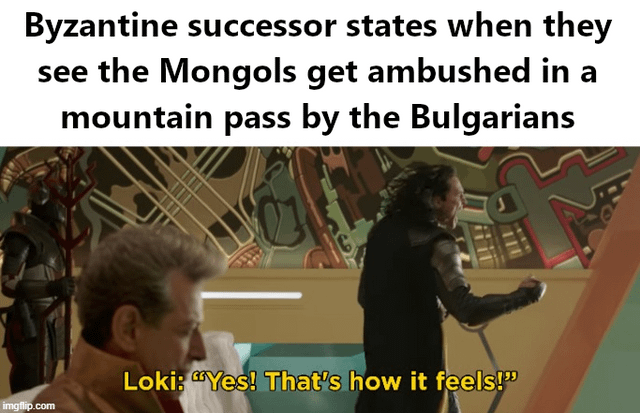 Byzantine successor states when they
see the Mongols get ambushed in a
mountain pass by the Bulgarians
Loki: “Yes! That’s how it feels!”
imgflip.com